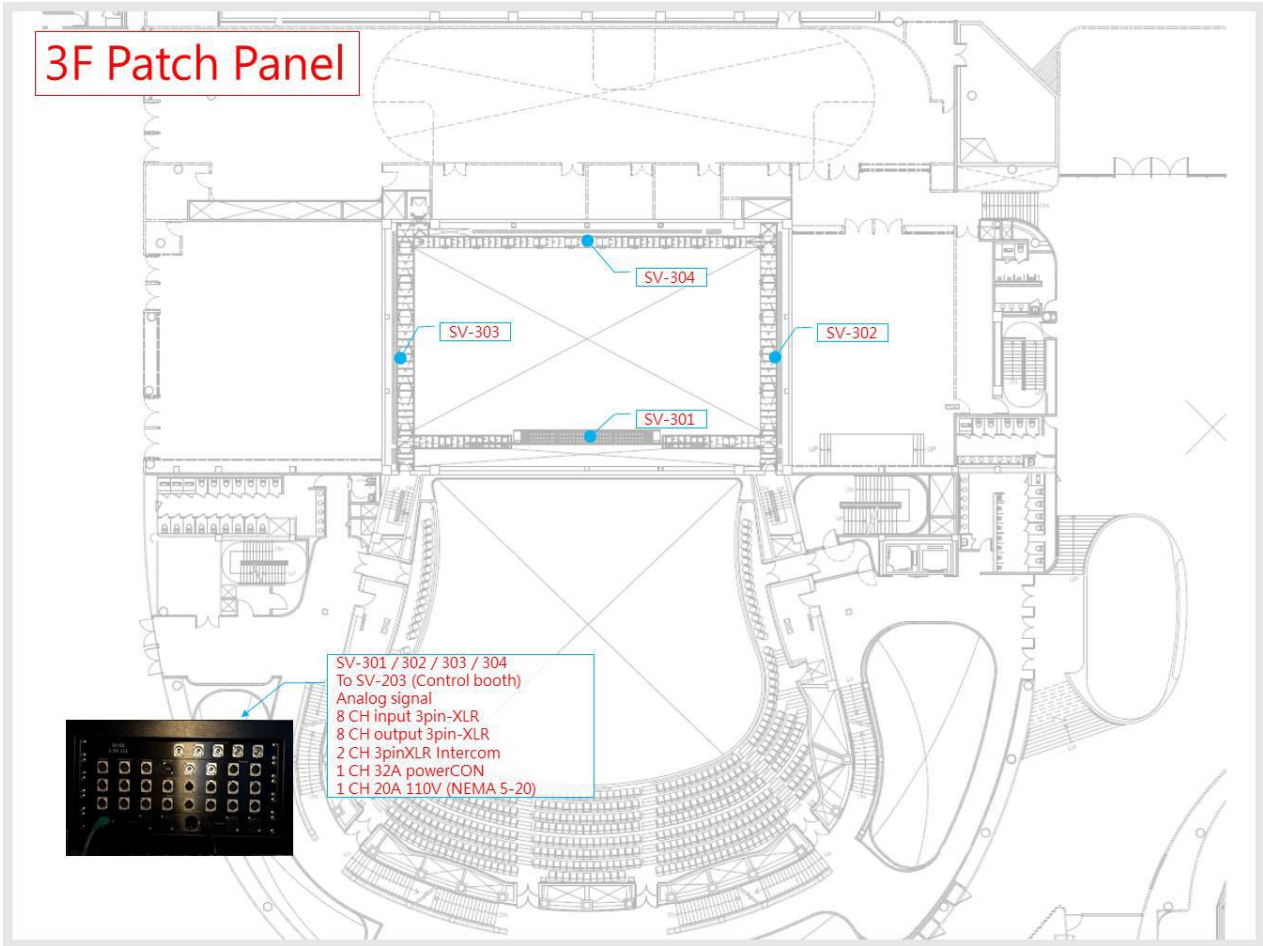 3F Patch Panel
SV-304
SV-303
SV-302
SV-301
SV-301 / 302 / 303 / 304
To SV-203 (Control booth)
Analog signal
8 CH input 3pin-XLR
8 CH output 3pin-XLR
2 CH 3pinXLR Intercom
1 CH 32A powerCON
1 CH 20A 110V (NEMA 5-20)
UP
UP